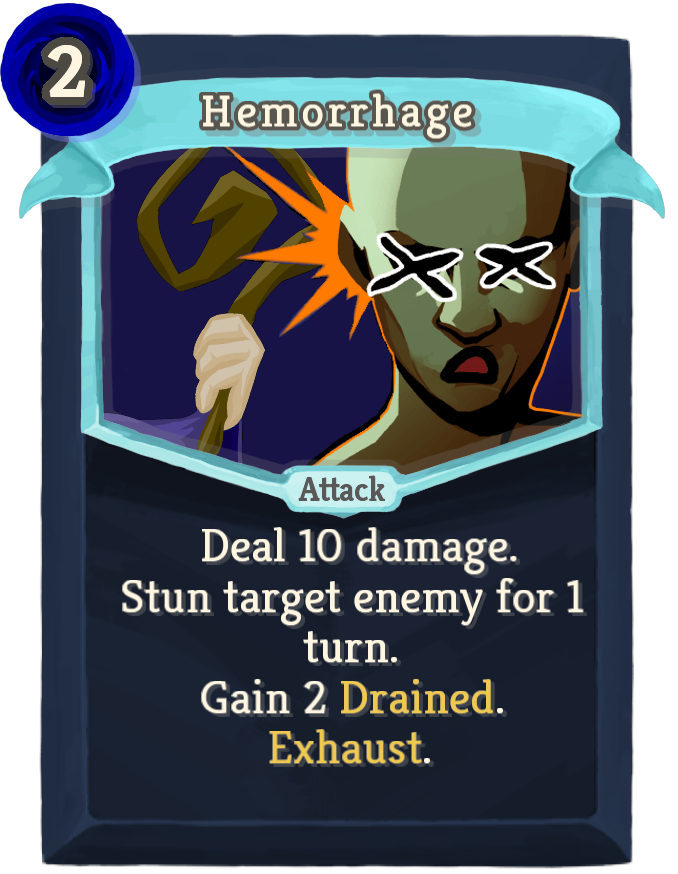 2
Hemorrhage
Attack
Deal 10 damage.
Stun target enemy for 1
turn.
Gain 2 Drained.
Exhaust.